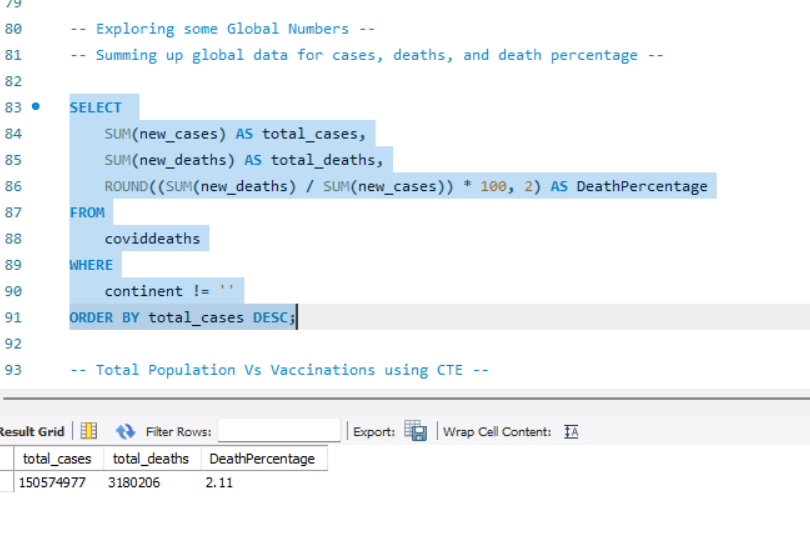 79
80 -- Exploring some Global Numbers --
81 -- Summing up global data for cases, deaths, and death percentage --
82
83 SELECT
84 SUM(new_cases) AS total_cases,
85 SUM(new_deaths) AS total_deaths,
86 ROUND((SUM(new_deaths) / SUM(new_cases)) * 100, 2) AS DeathPercentage
87 FROM
88 coviddeaths
89 WHERE
90 continent != ''
91 ORDER BY total_cases DESC;
92
93 -- Total Population Vs Vaccinations using CTE --
Result Grid Filter Rows: Export: Wrap Cell Content: IA
total_cases total_deaths DeathPercentage
150574977 3180206 2.11